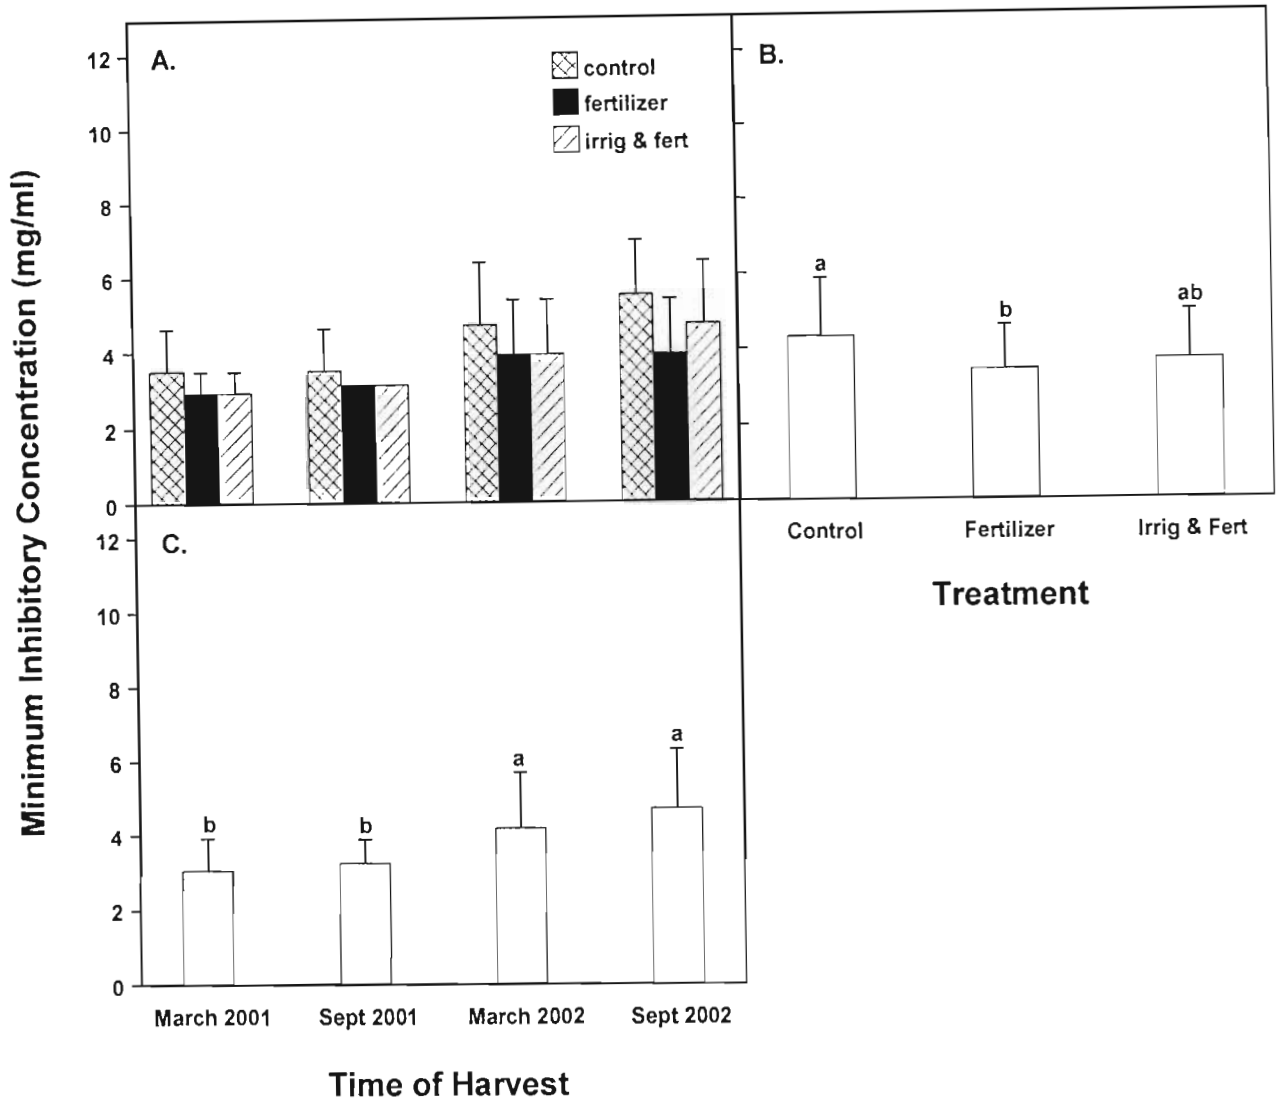 Minimum Inhibitory Concentration (mg/ml)
A.
12
10
8
6
4
2
0
control
fertilizer
irrig & fert
B.
a
b
ab
Control
Fertilizer
Irrig & Fert
Treatment
C.
12
10
8
6
4
2
0
b
b
a
a
March 2001
Sept 2001
March 2002
Sept 2002
Time of Harvest